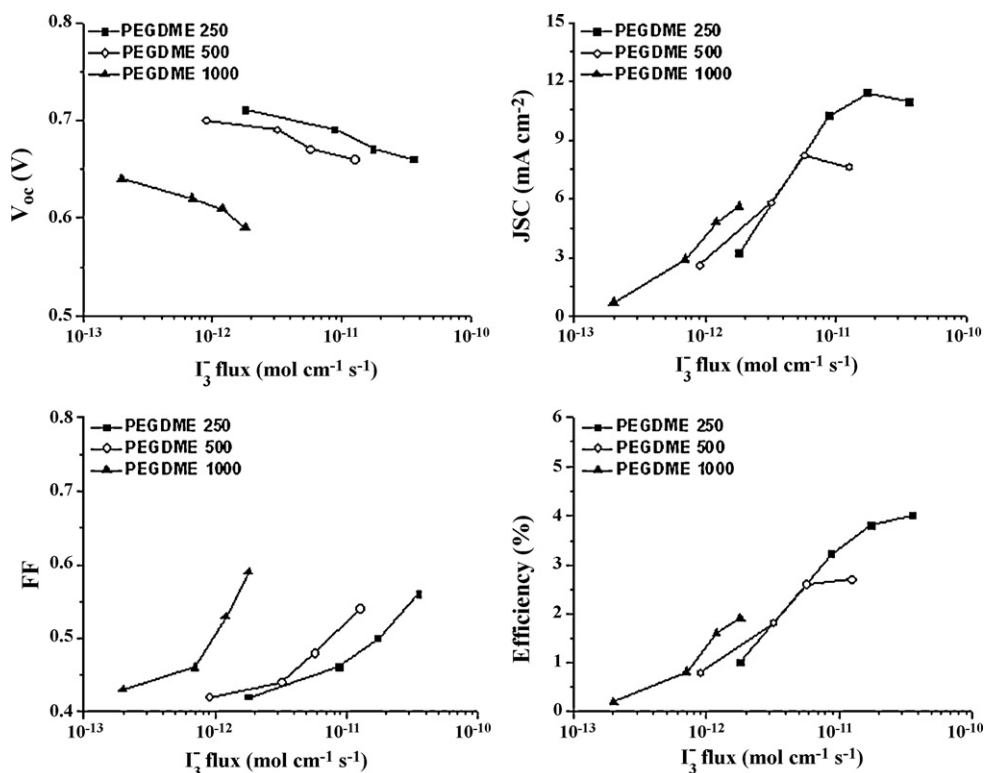 0.8
PEGDME 250
PEGDME 500
PEGDME 1000
0.7
0.6
0.5
V_oc (V)
10^-13 10^-12 10^-11 10^-10
I_3^- flux (mol cm^-1 s^-1)
15
PEGDME 250
PEGDME 500
PEGDME 1000
12
9
6
3
0
JSC (mA cm^-2)
10^-13 10^-12 10^-11 10^-10
I_3^- flux (mol cm^-1 s^-1)
0.8
PEGDME 250
PEGDME 500
PEGDME 1000
0.7
0.6
0.5
0.4
FF
10^-13 10^-12 10^-11 10^-10
I_3^- flux (mol cm^-1 s^-1)
6
PEGDME 250
PEGDME 500
PEGDME 1000
5
4
3
2
1
0
Efficiency (%)
10^-13 10^-12 10^-11 10^-10
I_3^- flux (mol cm^-1 s^-1)